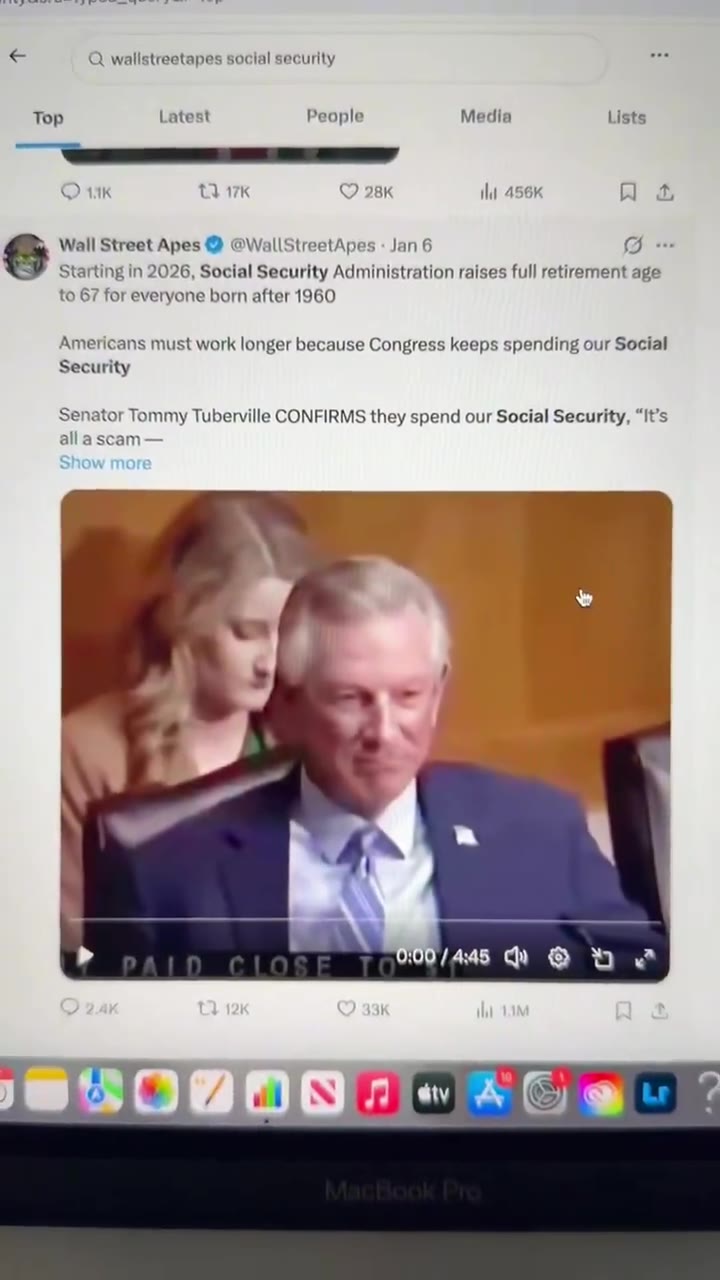 wallstreetapes social security
Top
Latest
People
Media
Lists
1.1K
17K
28K
456K
Wall Street Apes @WallStreetApes · Jan 6
Starting in 2026, Social Security Administration raises full retirement age
to 67 for everyone born after 1960
Americans must work longer because Congress keeps spending our Social
Security
Senator Tommy Tuberville CONFIRMS they spend our Social Security, “It’s
all a scam —
Show more
PAID CLOSE TO
0:00 / 4:45
2.4K
12K
33K
1.1M
10
1
tv
Lr
MacBook Pro